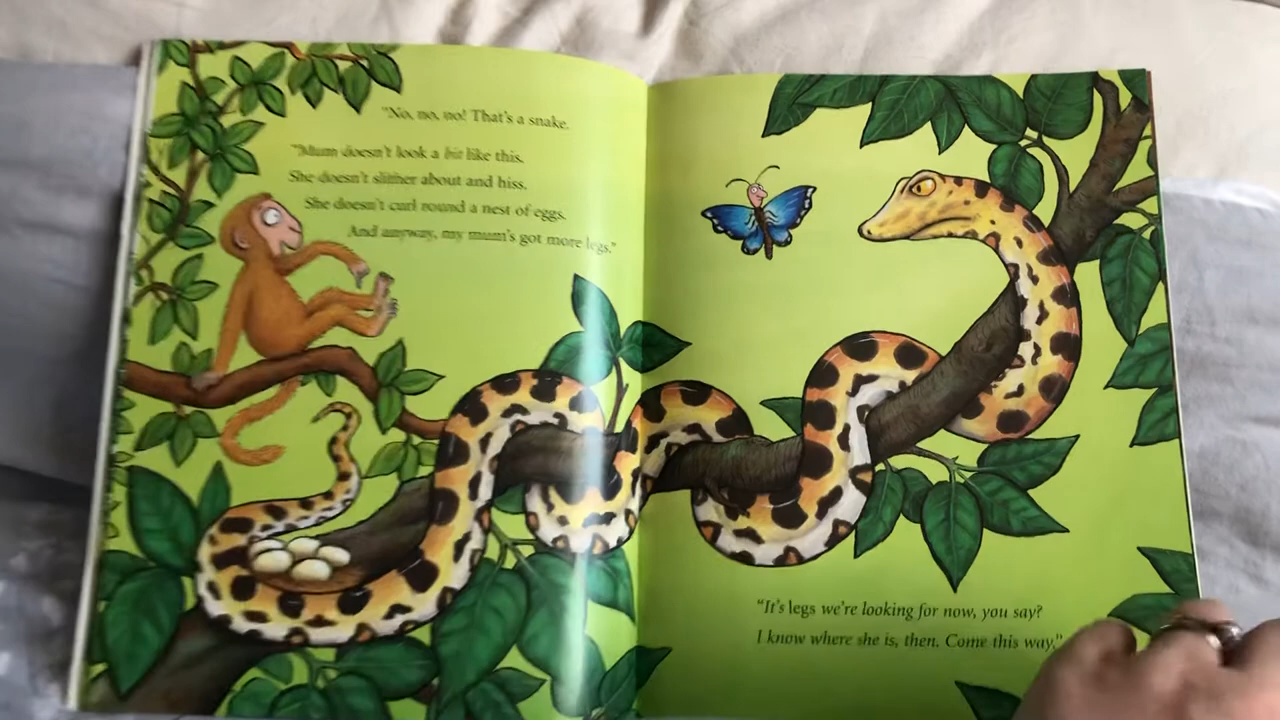 "No, no, no! That's a snake.
"Mum doesn't look a bit like this.
She doesn't slither about and hiss.
She doesn't curl round a nest of eggs.
And anyway, my mum's got more legs."
"It's legs we're looking for now, you say?
I know where she is, then. Come this way."